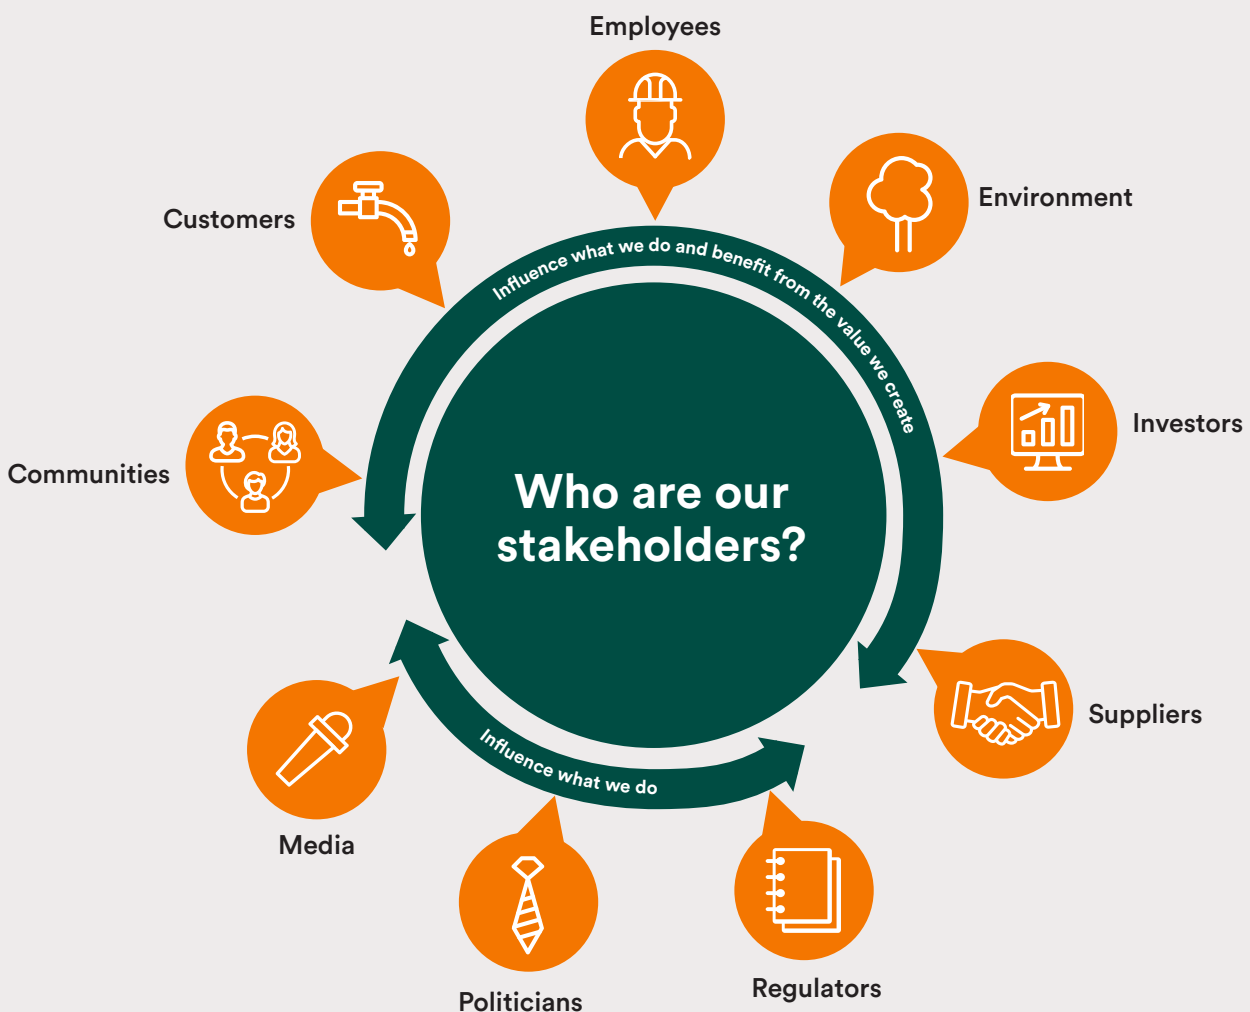 Employees
Environment
Customers
Influence what we do and benefit from the value we create
Investors
Communities
Who are our
stakeholders?
Suppliers
Influence what we do
Media
Regulators
Politicians